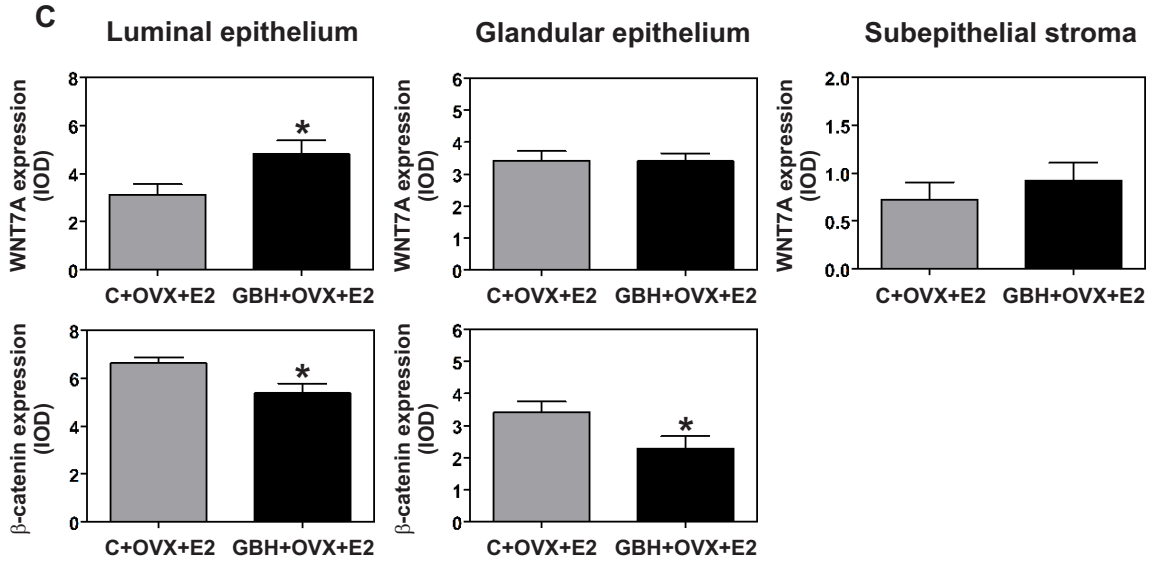 C
Luminal epithelium
Glandular epithelium
Subepithelial stroma
WNT7A expression
(IOD)
8
6
4
2
0
*
C+OVX+E2
GBH+OVX+E2
WNT7A expression
(IOD)
6
5
4
3
2
1
0
C+OVX+E2
GBH+OVX+E2
WNT7A expression
(IOD)
2.0
1.5
1.0
0.5
0.0
C+OVX+E2
GBH+OVX+E2
β-catenin expression
(IOD)
8
6
4
2
0
*
C+OVX+E2
GBH+OVX+E2
β-catenin expression
(IOD)
6
5
4
3
2
1
0
*
C+OVX+E2
GBH+OVX+E2